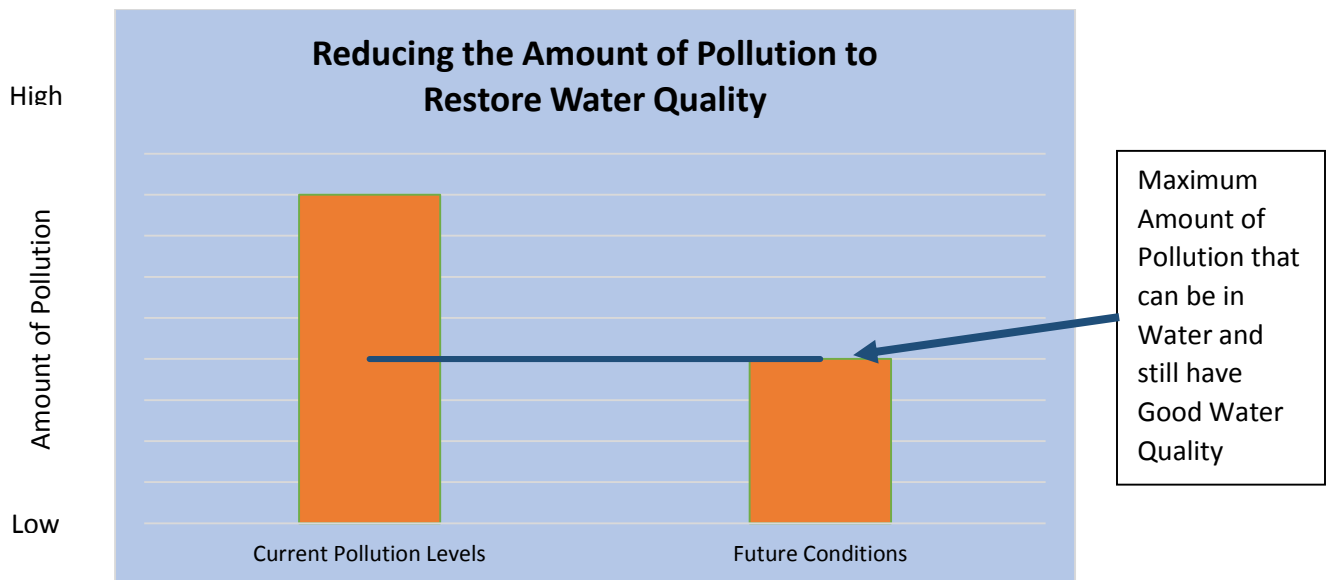 Reducing the Amount of Pollution to
Restore Water Quality
High
Amount of Pollution
Low
Current Pollution Levels
Future Conditions
Maximum
Amount of
Pollution that
can be in
Water and
still have
Good Water
Quality